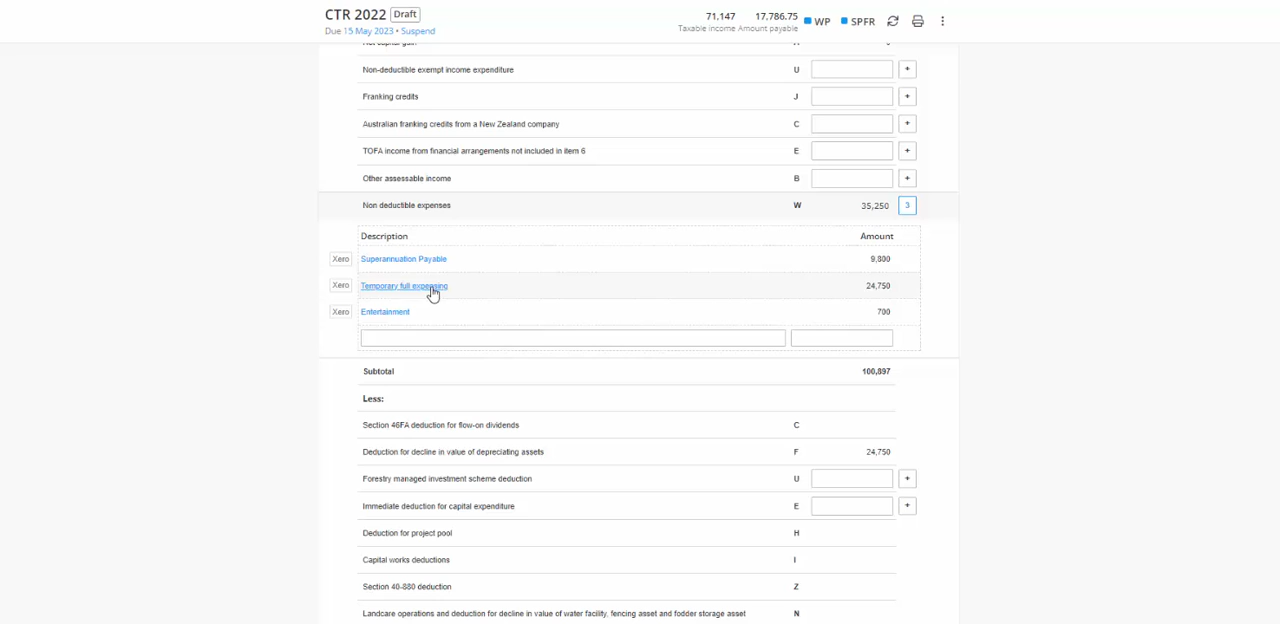 CTR 2022 Draft
Due 15 May 2023 • Suspend
71,147 17,786.75
Taxable income Amount payable
WP SPFR
Net capital gain A 0
Non-deductible exempt income expenditure U +
Franking credits J +
Australian franking credits from a New Zealand company C +
TOFA income from financial arrangements not included in item 6 E +
Other assessable income B +
Non deductible expenses W 35,250 3
Description Amount
Xero Superannuation Payable 9,800
Xero Temporary full expensing 24,750
Xero Entertainment 700
Subtotal 100,897
Less:
Section 46FA deduction for flow-on dividends C
Deduction for decline in value of depreciating assets F 24,750
Forestry managed investment scheme deduction U +
Immediate deduction for capital expenditure E +
Deduction for project pool H
Capital works deductions I
Section 40-880 deduction Z
Landcare operations and deduction for decline in value of water facility, fencing asset and fodder storage asset N